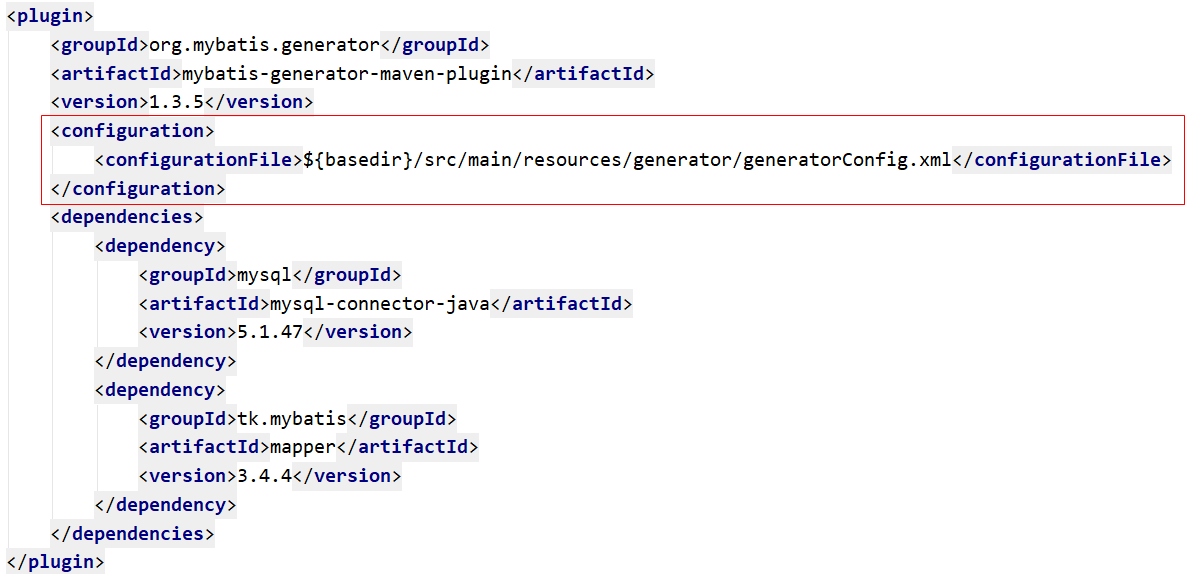 <plugin>
    <groupId>org.mybatis.generator</groupId>
    <artifactId>mybatis-generator-maven-plugin</artifactId>
    <version>1.3.5</version>
    <configuration>
        <configurationFile>${basedir}/src/main/resources/generator/generatorConfig.xml</configurationFile>
    </configuration>
    <dependencies>
        <dependency>
            <groupId>mysql</groupId>
            <artifactId>mysql-connector-java</artifactId>
            <version>5.1.47</version>
        </dependency>
        <dependency>
            <groupId>tk.mybatis</groupId>
            <artifactId>mapper</artifactId>
            <version>3.4.4</version>
        </dependency>
    </dependencies>
</plugin>